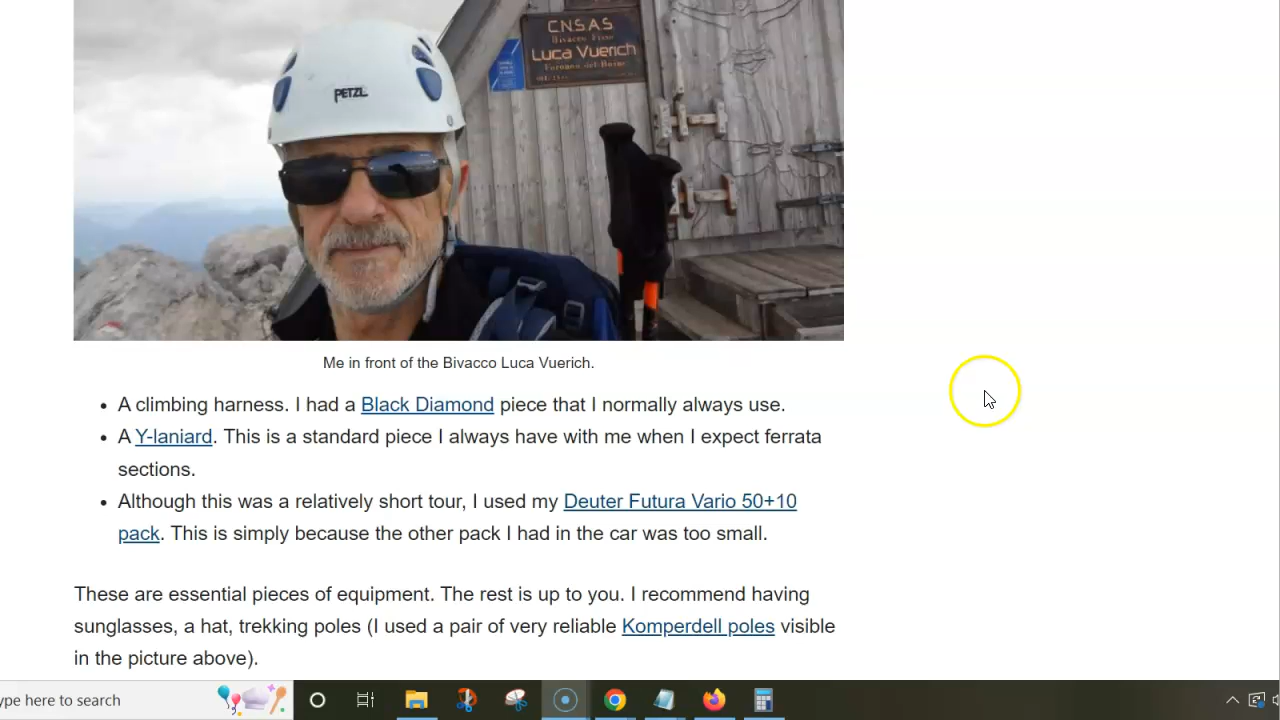 C.N.S.A.S.
Bivacco Fisso
Luca Vuerich
PETZL
Me in front of the Bivacco Luca Vuerich.
A climbing harness. I had a Black Diamond piece that I normally always use.
A Y-laniard. This is a standard piece I always have with me when I expect ferrata
sections.
Although this was a relatively short tour, I used my Deuter Futura Vario 50+10
pack. This is simply because the other pack I had in the car was too small.
These are essential pieces of equipment. The rest is up to you. I recommend having
sunglasses, a hat, trekking poles (I used a pair of very reliable Komperdell poles visible
in the picture above).
ype here to search